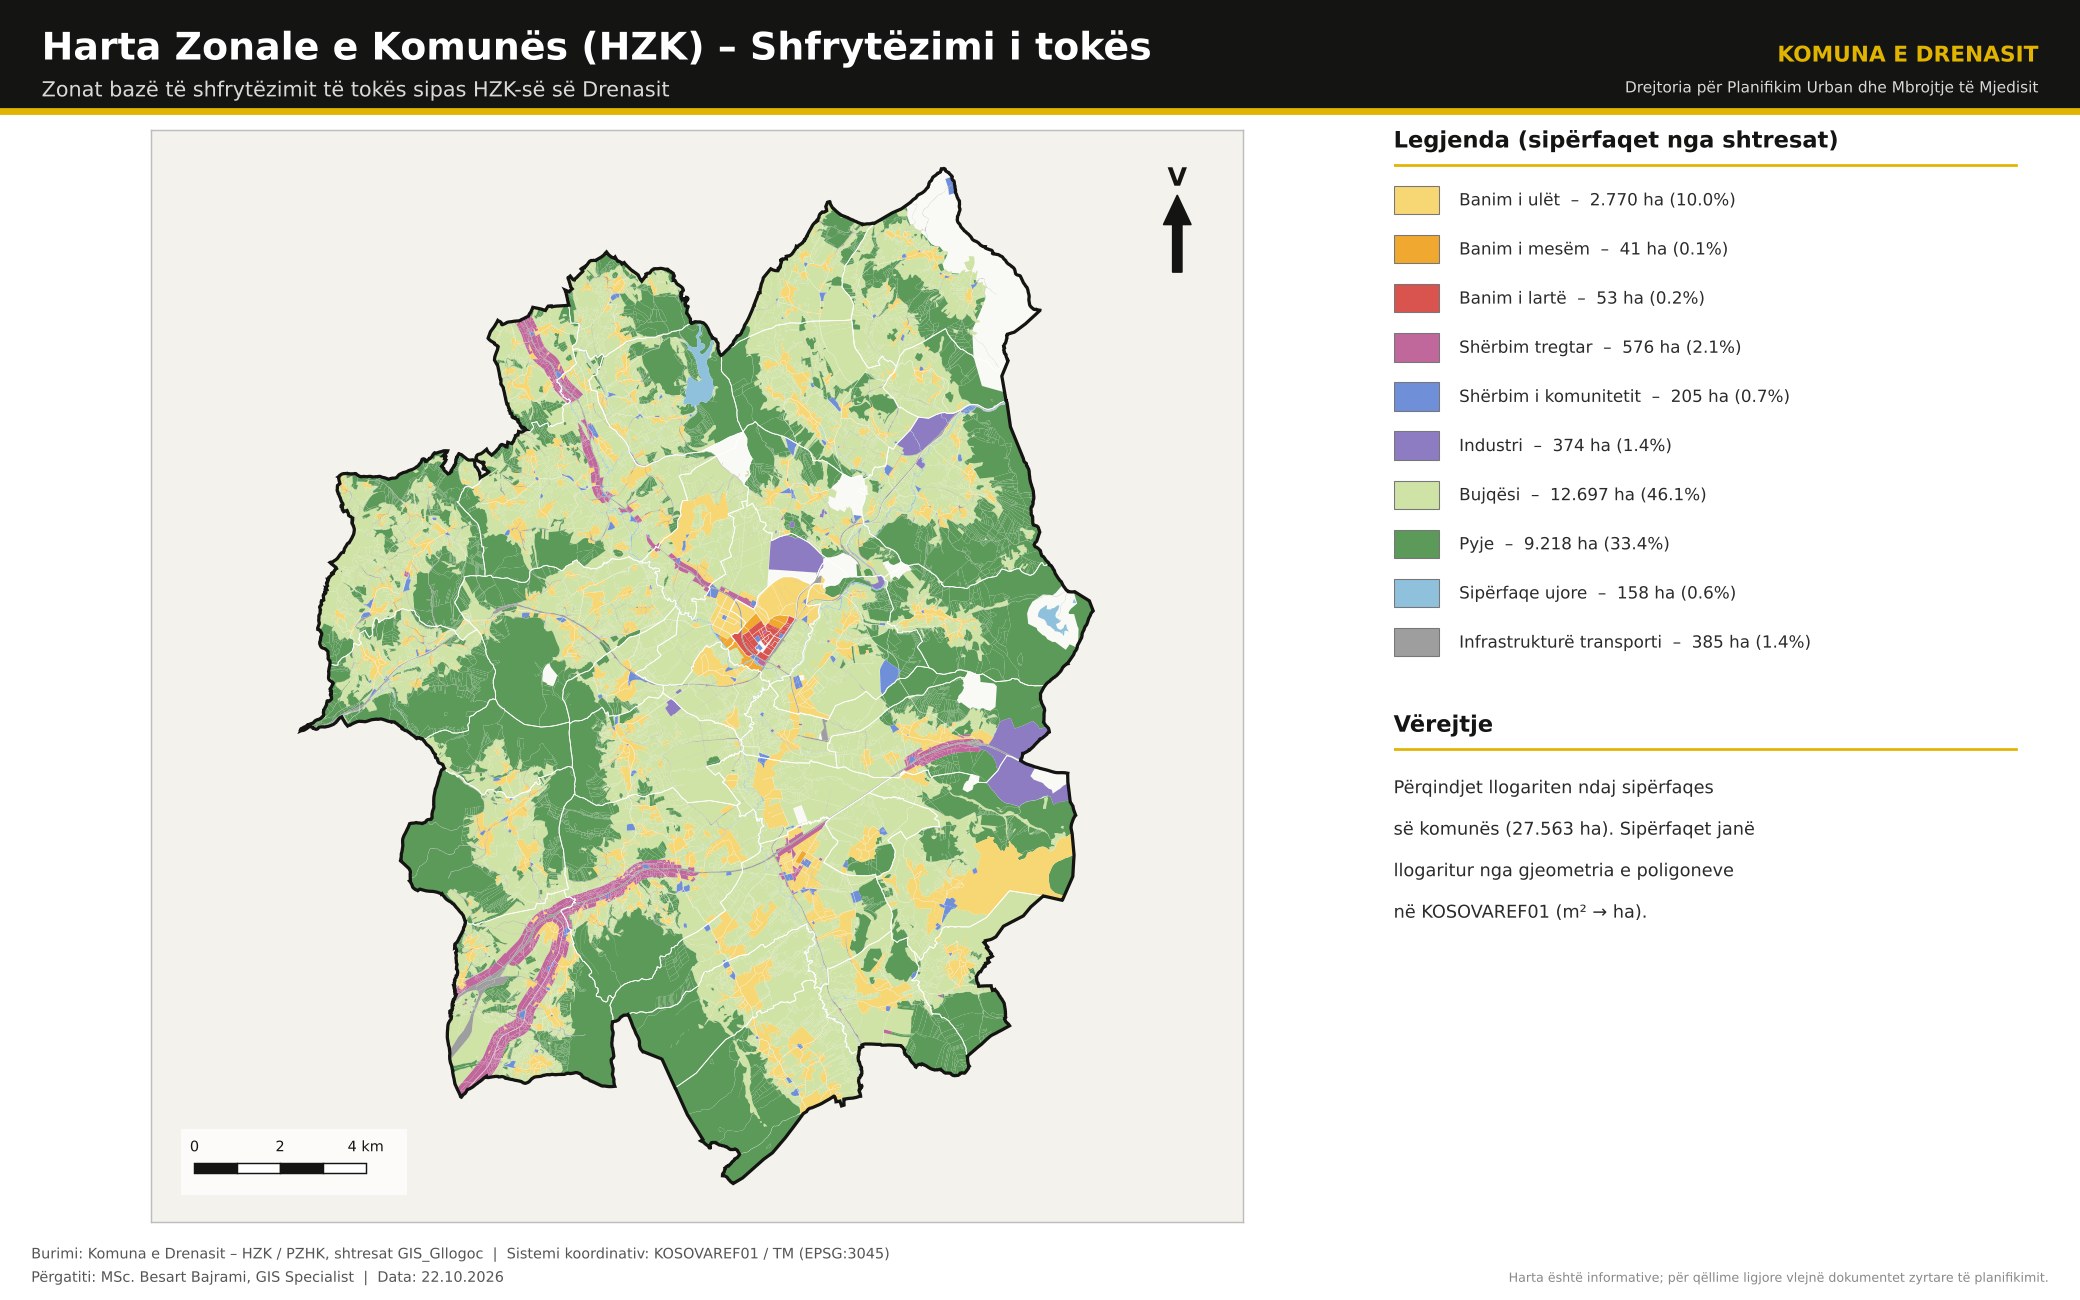 Harta Zonale e Komunës (HZK) – Shfrytëzimi i tokës
Zonat bazë të shfrytëzimit të tokës sipas HZK-së së Drenasit
KOMUNA E DRENASIT
Drejtoria për Planifikim Urban dhe Mbrojtje të Mjedisit
V
0 2 4 km
Legjenda (sipërfaqet nga shtresat)
Banim i ulët – 2.770 ha (10.0%)
Banim i mesëm – 41 ha (0.1%)
Banim i lartë – 53 ha (0.2%)
Shërbim tregtar – 576 ha (2.1%)
Shërbim i komunitetit – 205 ha (0.7%)
Industri – 374 ha (1.4%)
Bujqësi – 12.697 ha (46.1%)
Pyje – 9.218 ha (33.4%)
Sipërfaqe ujore – 158 ha (0.6%)
Infrastrukturë transporti – 385 ha (1.4%)
Vërejtje
Përqindjet llogariten ndaj sipërfaqes
së komunës (27.563 ha). Sipërfaqet janë
llogaritur nga gjeometria e poligoneve
në KOSOVAREF01 (m² → ha).
Burimi: Komuna e Drenasit – HZK / PZHK, shtresat GIS_Gllogoc | Sistemi koordinativ: KOSOVAREF01 / TM (EPSG:3045)
Përgatiti: MSc. Besart Bajrami, GIS Specialist | Data: 22.10.2026
Harta është informative; për qëllime ligjore vlejnë dokumentet zyrtare të planifikimit.